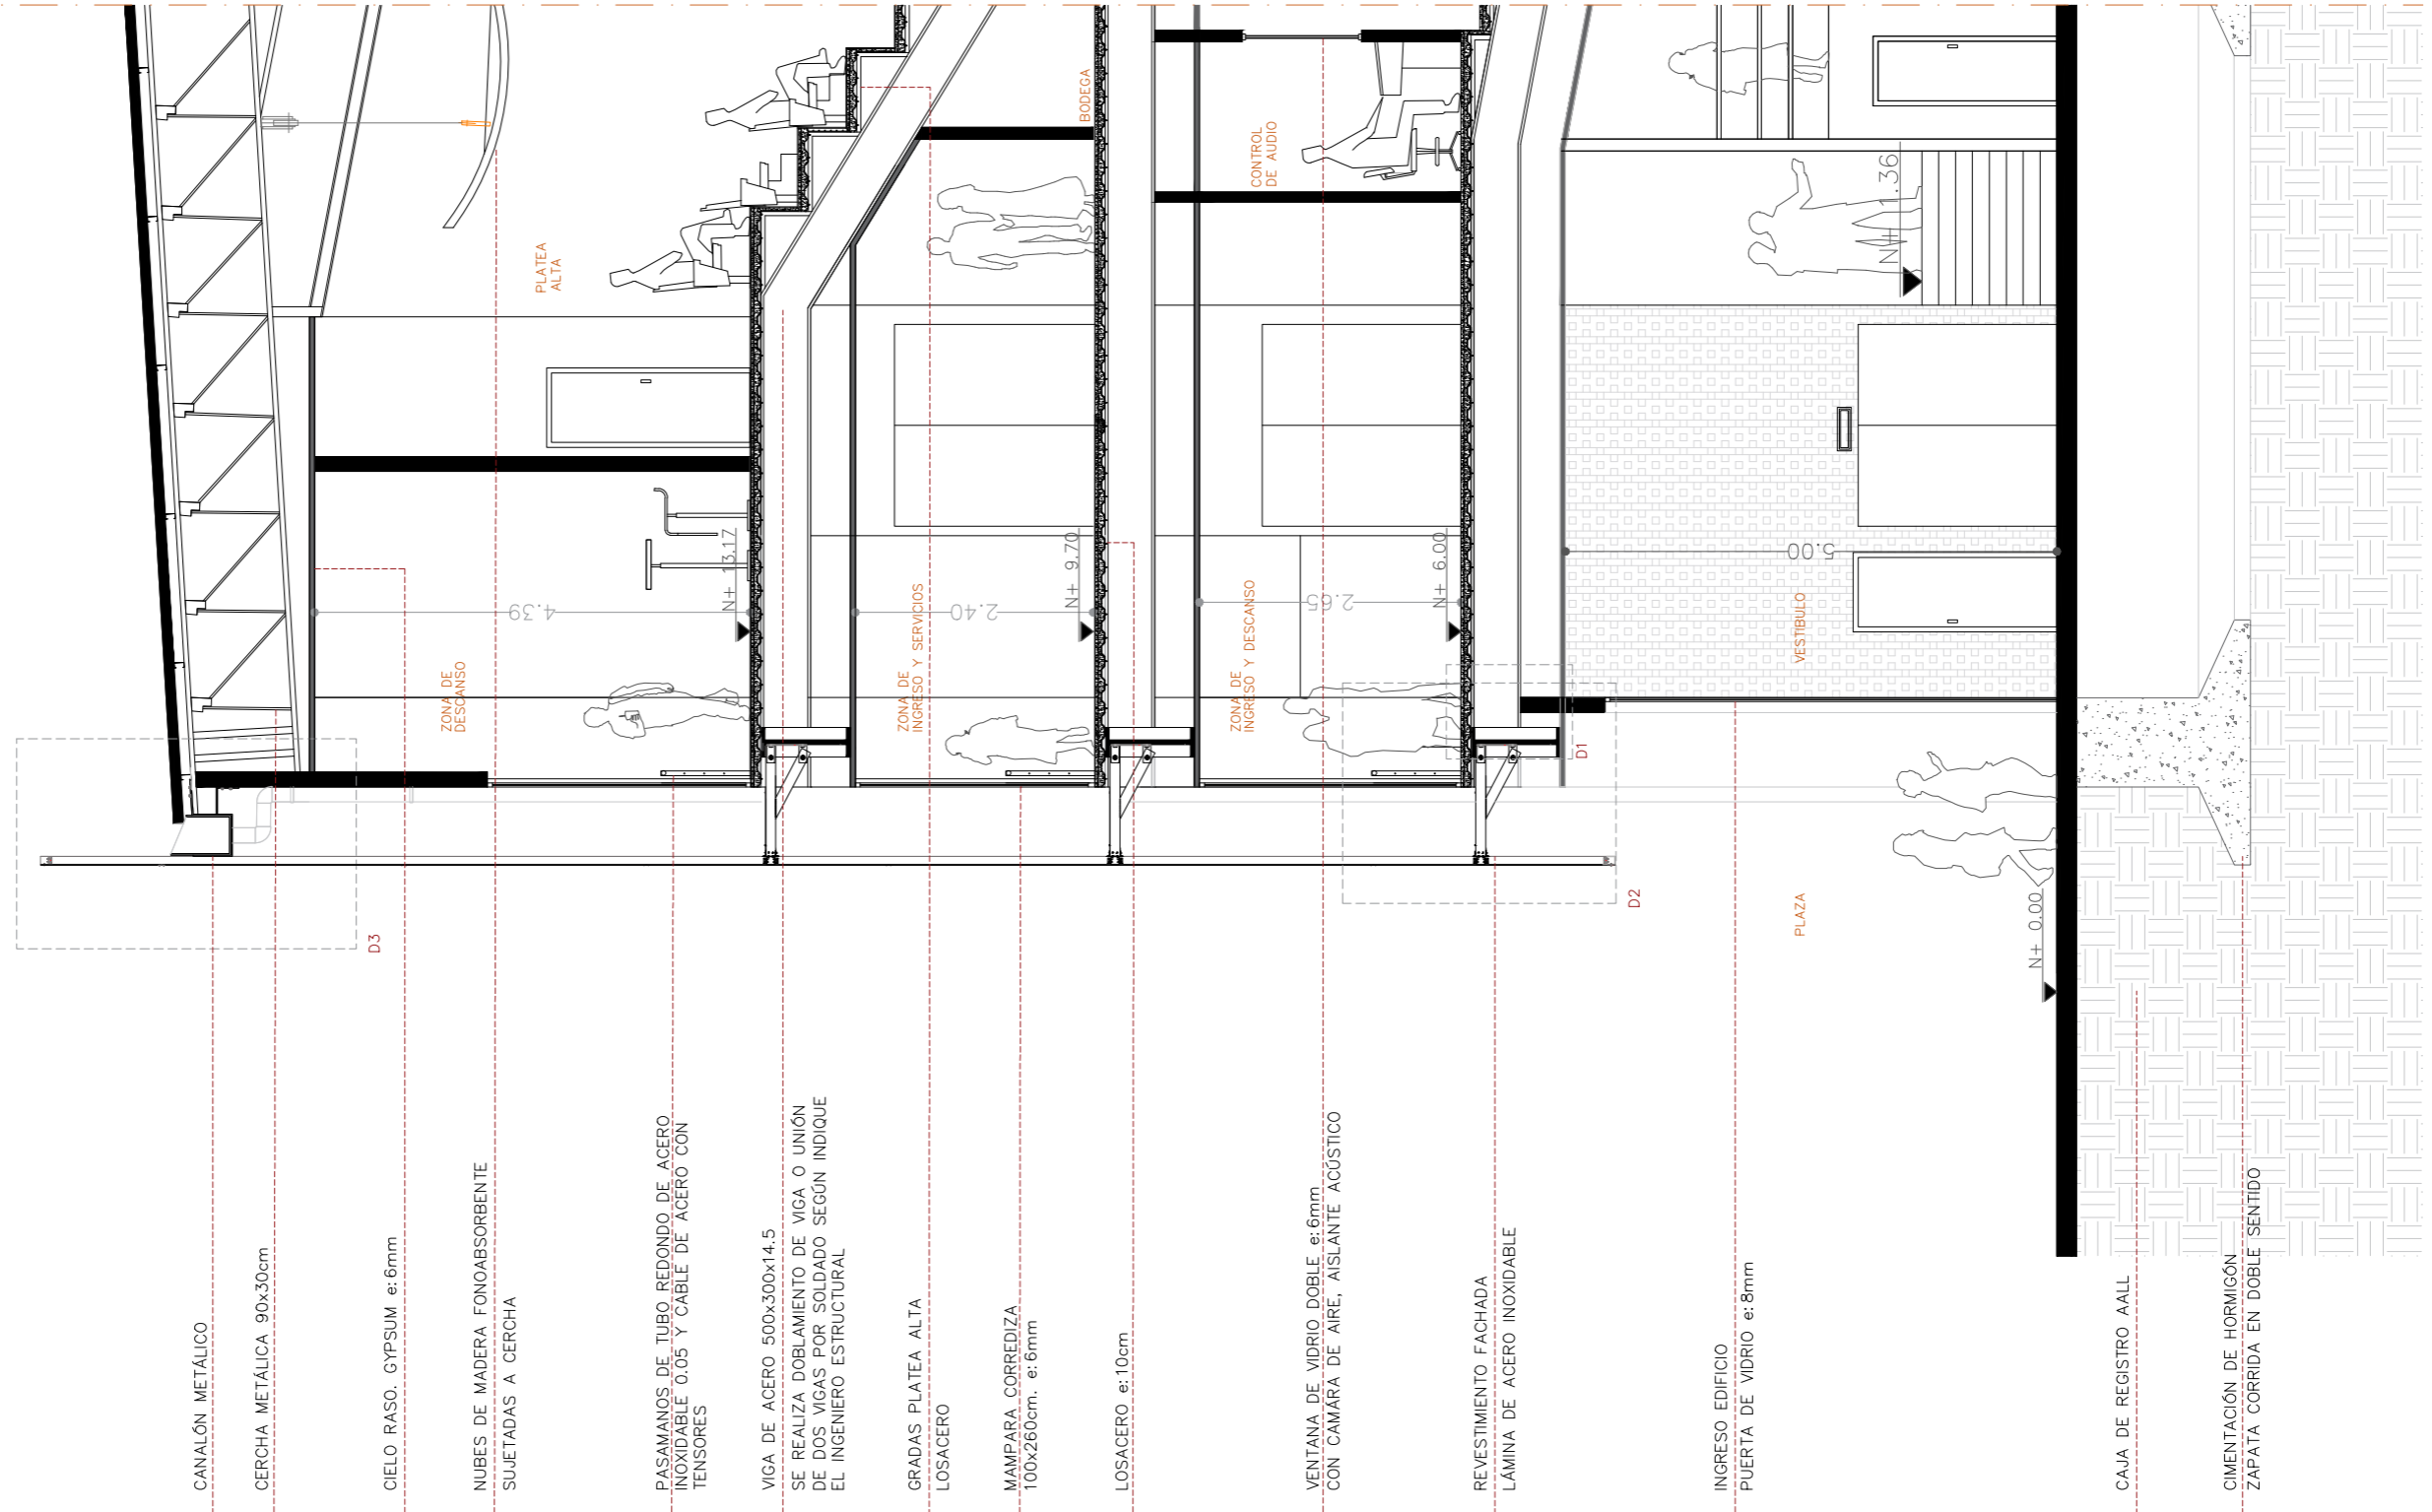 CANALÓN METÁLICO
CERCHA METÁLICA 90x30cm
CIELO RASO. GYPSUM e: 6mm
NUBES DE MADERA FONOABSORBENTE
SUJETADAS A CERCHA
PASAMANOS DE TUBO REDONDO DE ACERO
INOXIDABLE 0.05 Y CABLE DE ACERO CON
TENSORES
VIGA DE ACERO 500x300x14.5
SE REALIZA DOBLAMIENTO DE VIGA O UNIÓN
DE DOS VIGAS POR SOLDADO SEGÚN INDIQUE
EL INGENIERO ESTRUCTURAL
GRADAS PLATEA ALTA
LOSACERO
MAMPARA CORREDIZA
100x260cm. e: 6mm
LOSACERO e: 10cm
VENTANA DE VIDRIO DOBLE e: 6mm
CON CAMÁRA DE AIRE, AISLANTE ACÚSTICO
REVESTIMIENTO FACHADA
LÁMINA DE ACERO INOXIDABLE
INGRESO EDIFICIO
PUERTA DE VIDRIO e: 8mm
CAJA DE REGISTRO AALL
CIMENTACIÓN DE HORMIGÓN
ZAPATA CORRIDA EN DOBLE SENTIDO
D3
D2
D1
ZONA DE
DESCANSO
4.39
N+ 13.17
PLATEA
ALTA
ZONA DE
INGRESO Y SERVICIOS
2.40
N+ 9.70
BODEGA
ZONA DE
INGRESO Y DESCANSO
2.65
N+ 6.00
CONTROL
DE AUDIO
VESTIBULO
5.00
N+ 1.36
PLAZA
N+ 0.00